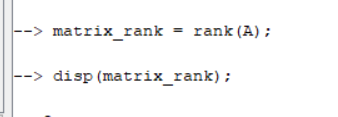 --> matrix_rank = rank(A);
--> disp(matrix_rank);